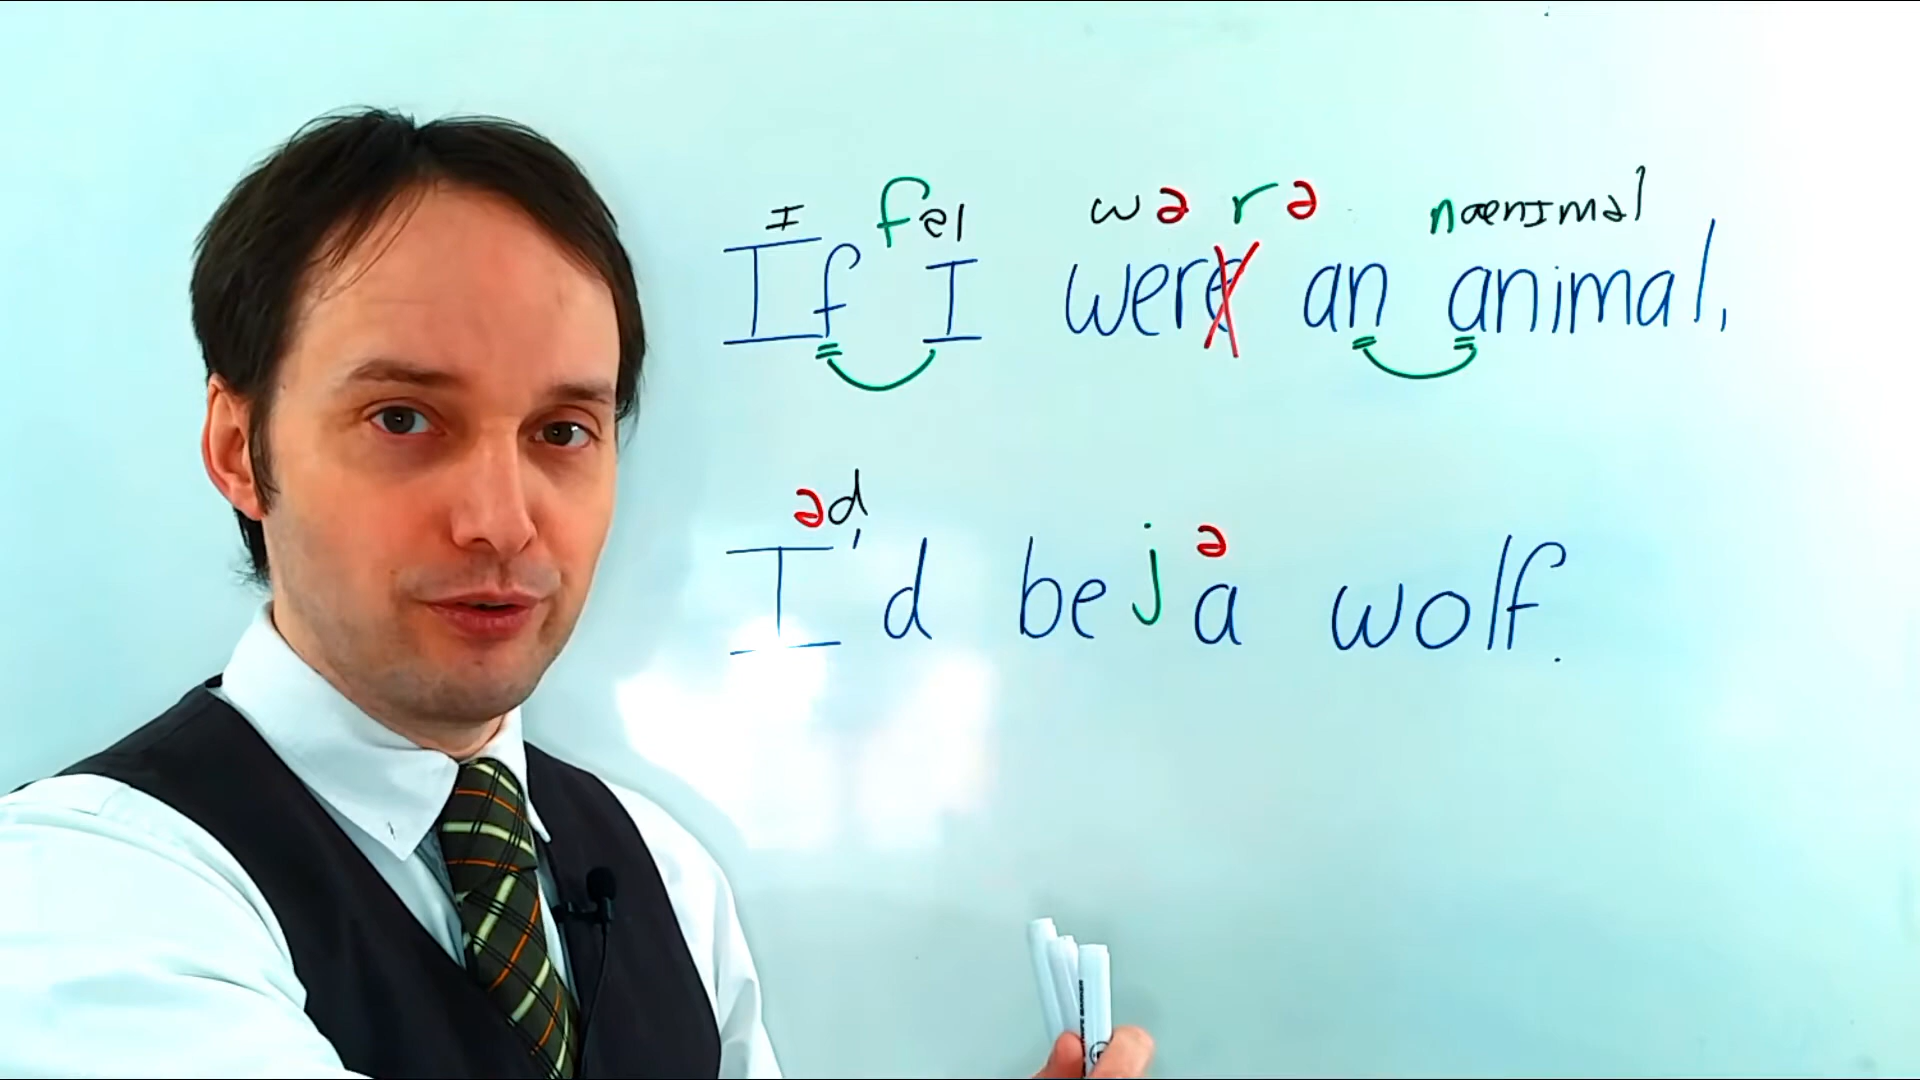 ɪ fəɪ wə rə nænɪməl
If I were an animal,
əd j ə
I'd be a wolf.